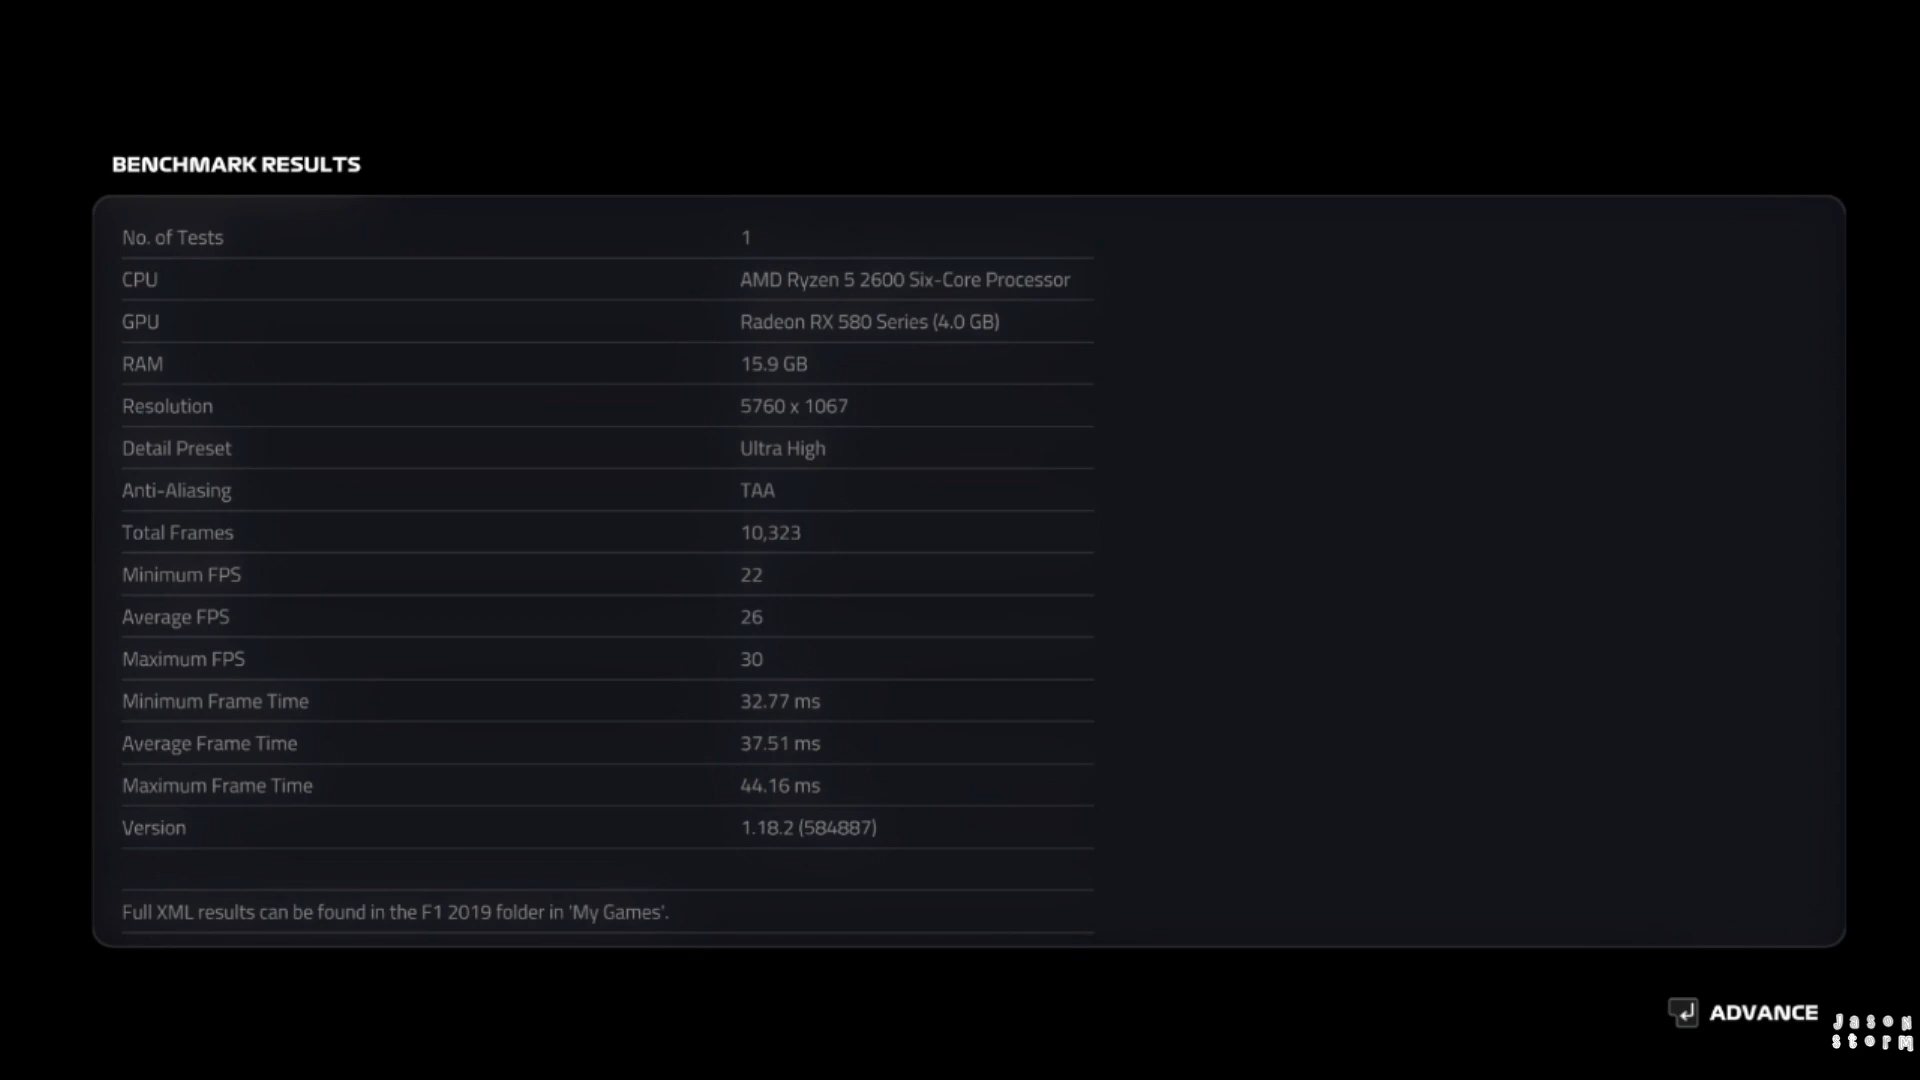 BENCHMARK RESULTS
No. of Tests 1
CPU AMD Ryzen 5 2600 Six-Core Processor
GPU Radeon RX 580 Series (4.0 GB)
RAM 15.9 GB
Resolution 5760 x 1067
Detail Preset Ultra High
Anti-Aliasing TAA
Total Frames 10,323
Minimum FPS 22
Average FPS 26
Maximum FPS 30
Minimum Frame Time 32.77 ms
Average Frame Time 37.51 ms
Maximum Frame Time 44.16 ms
Version 1.18.2 (584887)
Full XML results can be found in the F1 2019 folder in 'My Games'.
ADVANCE
JasoN
storM